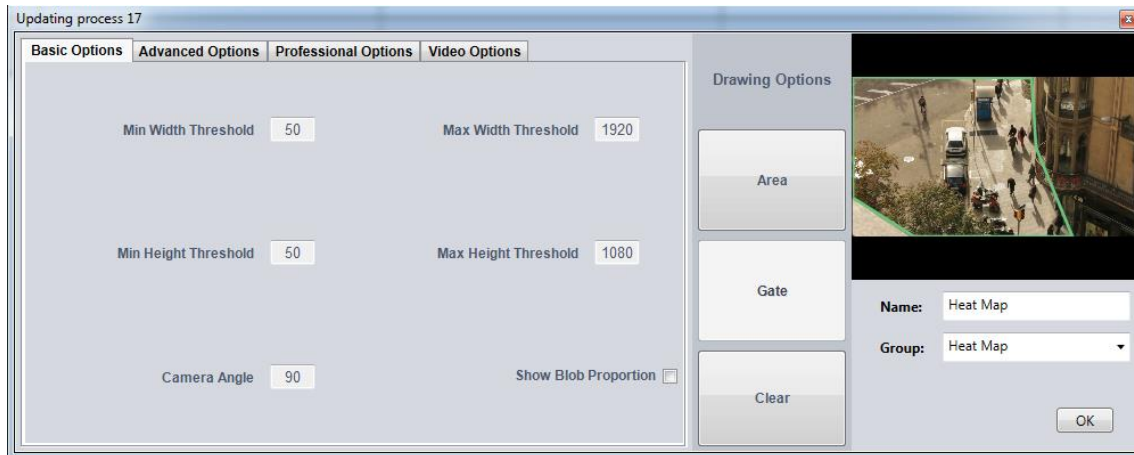 Updating process 17
Basic Options Advanced Options Professional Options Video Options
Min Width Threshold 50 Max Width Threshold 1920
Min Height Threshold 50 Max Height Threshold 1080
Camera Angle 90 Show Blob Proportion
Drawing Options
Area
Gate
Clear
Name: Heat Map
Group: Heat Map
OK